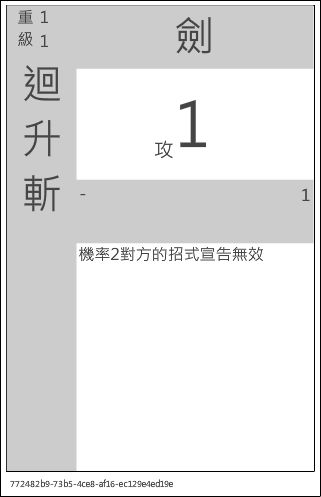 重 1
級 1
劍
迴升斬
攻1
- 1
機率2對方的招式宣告無效
772482b9-73b5-4ce8-af16-ec129e4ed19e